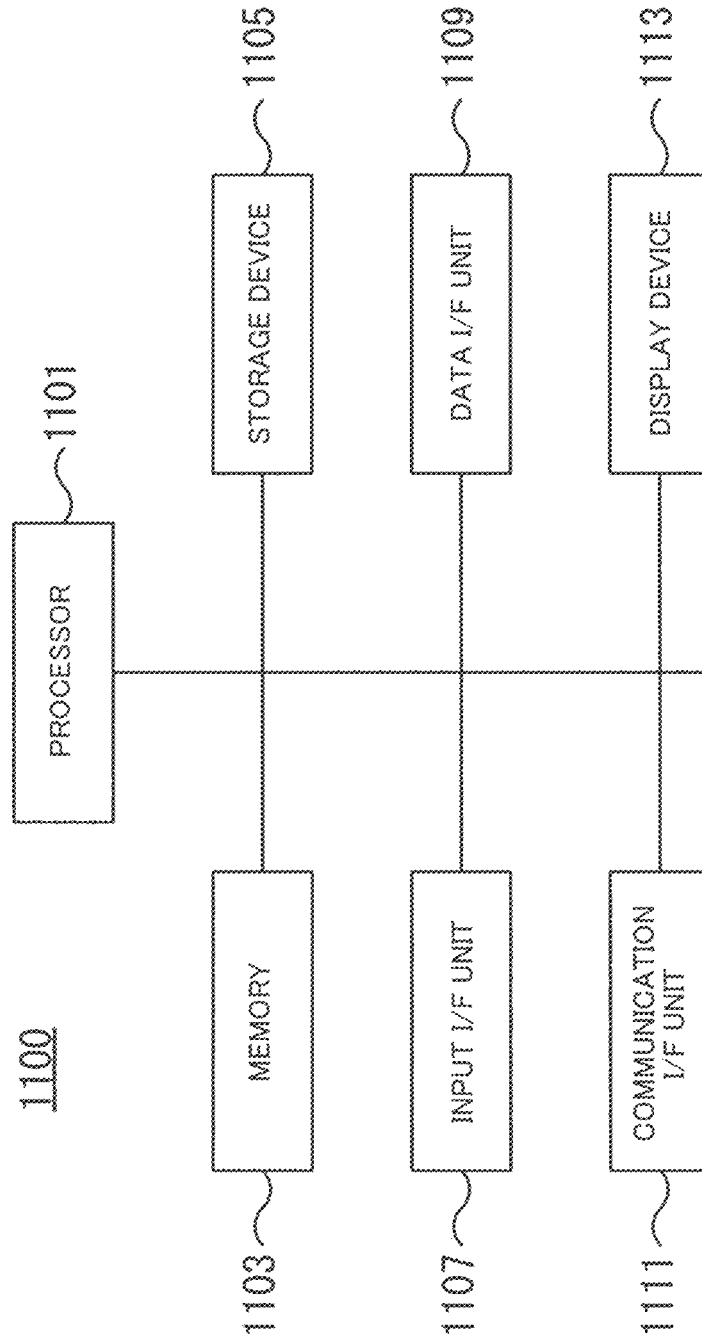 1100
PROCESSOR
1101
MEMORY
1103
STORAGE DEVICE
1105
INPUT I/F UNIT
1107
DATA I/F UNIT
1109
COMMUNICATION
I/F UNIT
1111
DISPLAY DEVICE
1113